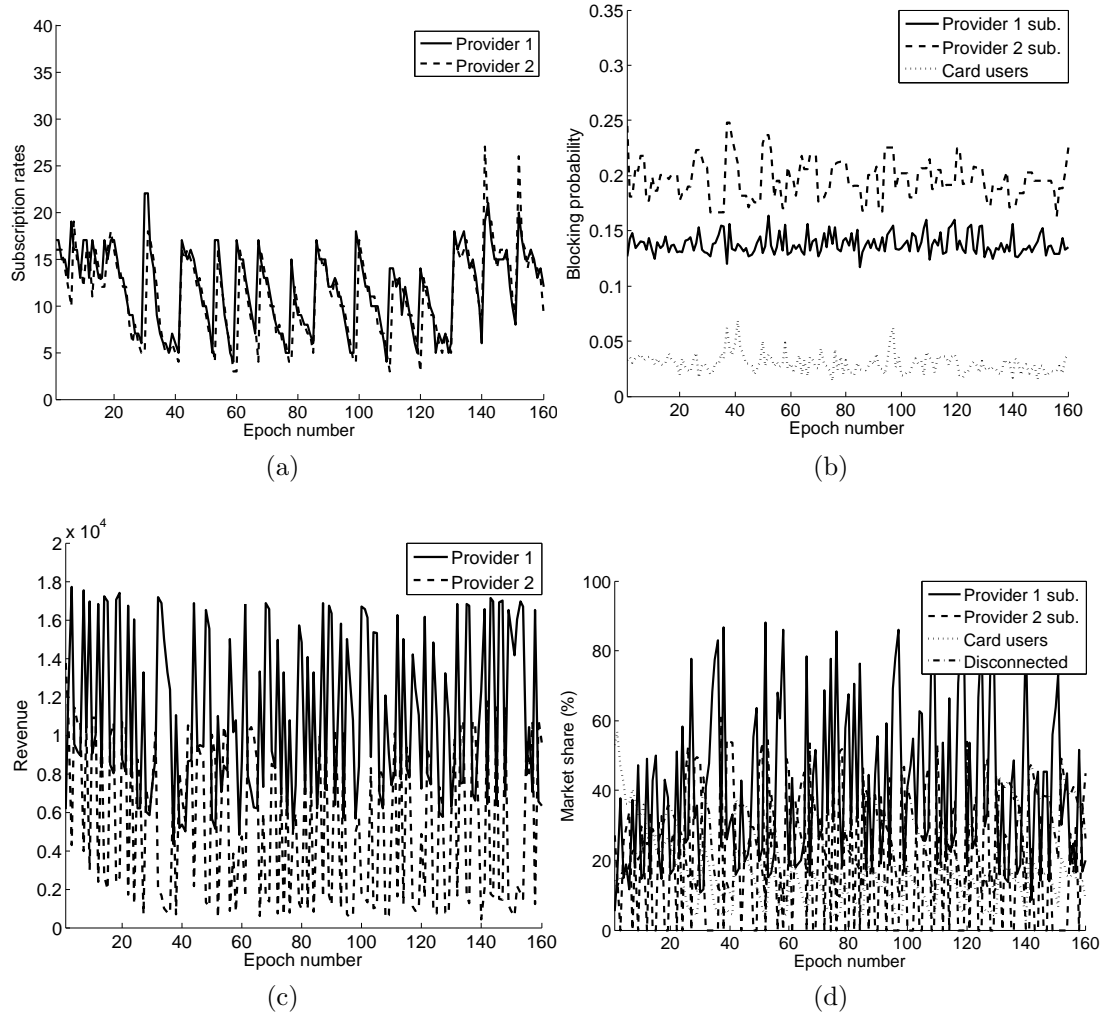 40
35
30
25
20
15
10
5
0
Subscription rates
Provider 1
Provider 2
20 40 60 80 100 120 140 160
Epoch number
(a)
0.35
0.3
0.25
0.2
0.15
0.1
0.05
0
Blocking probability
Provider 1 sub.
Provider 2 sub.
Card users
20 40 60 80 100 120 140 160
Epoch number
(b)
x 10^4
2
1.8
1.6
1.4
1.2
1
0.8
0.6
0.4
0.2
0
Revenue
Provider 1
Provider 2
20 40 60 80 100 120 140 160
Epoch number
(c)
100
80
60
40
20
0
Market share (%)
Provider 1 sub.
Provider 2 sub.
Card users
Disconnected
20 40 60 80 100 120 140 160
Epoch number
(d)